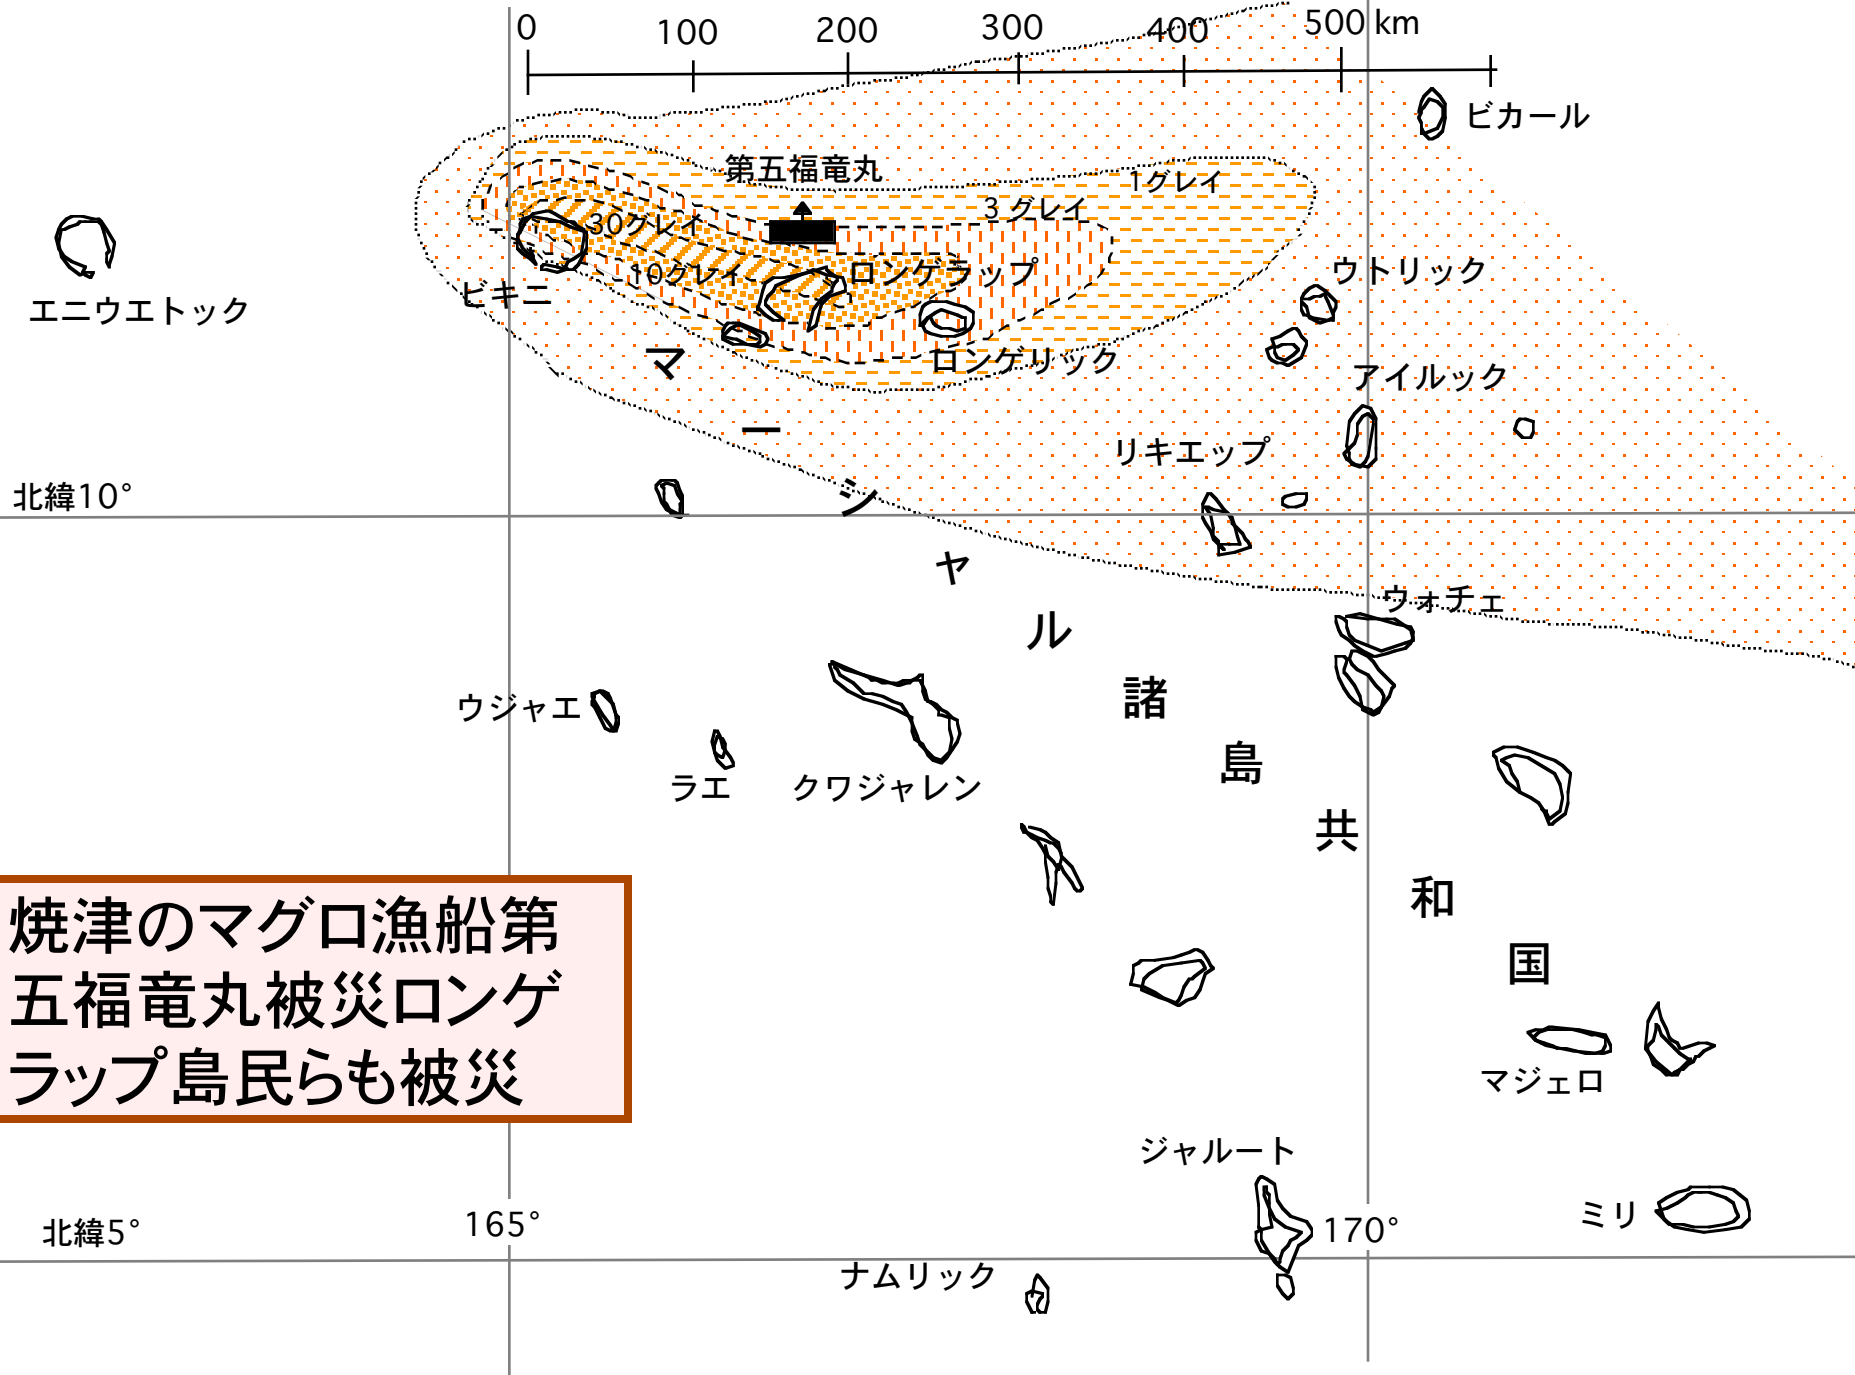 0 100 200 300 400 500 km
ビカール
第五福竜丸
1グレイ
3 グレイ
30グレイ
10グレイ
ロンゲラップ
ウトリック
ビキニ
エニウエトック
ロンゲリック
アイルック
リキエップ
北緯10°
マーシャル諸島共和国
ウォチェ
ウジャエ
ラエ
クワジャレン
焼津のマグロ漁船第
五福竜丸被災ロンゲ
ラップ島民らも被災
マジェロ
ジャルート
ミリ
165°
170°
北緯5°
ナムリック